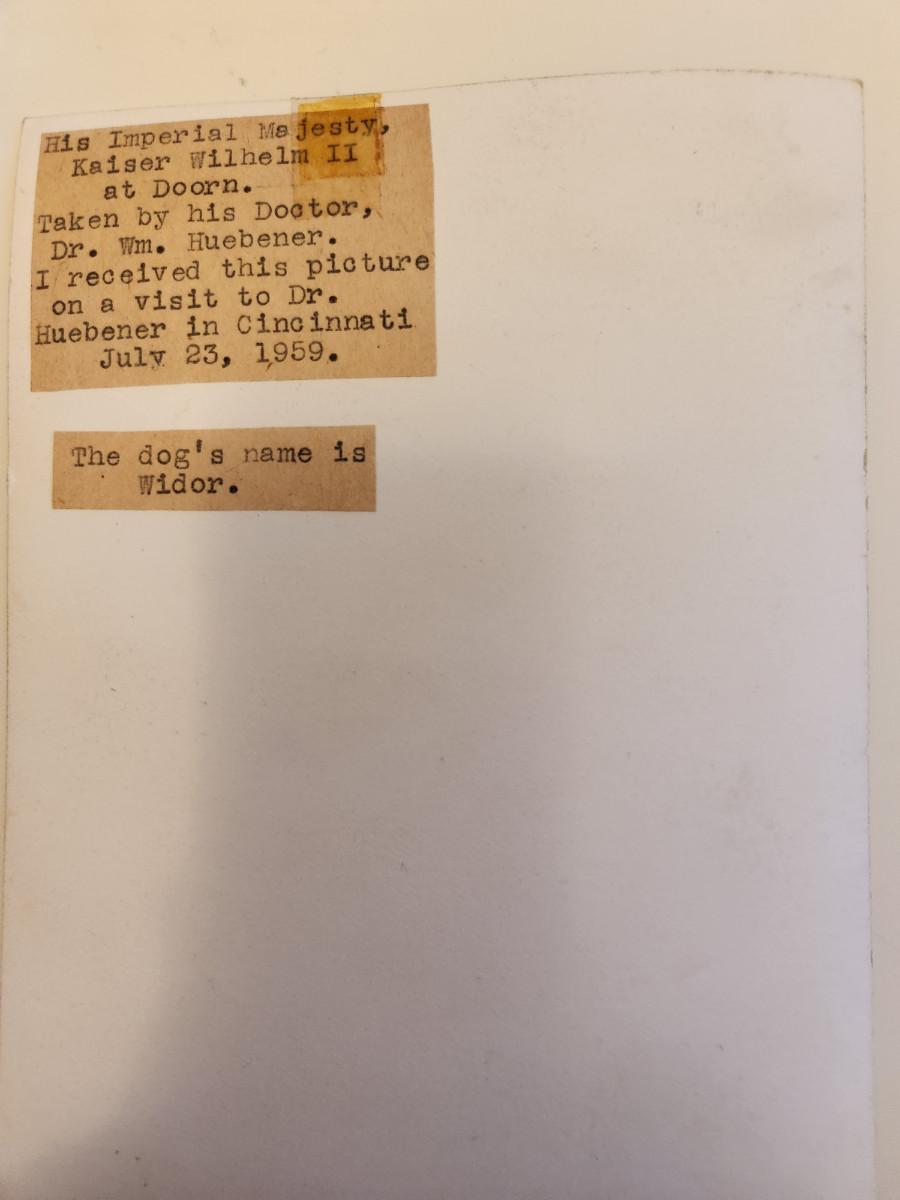 His Imperial Majesty,
Kaiser Wilhelm II
at Doorn.
Taken by his Doctor,
Dr. Wm. Huebener.
I received this picture
on a visit to Dr.
Huebener in Cincinnati
July 23, 1959.
The dog's name is
Widor.